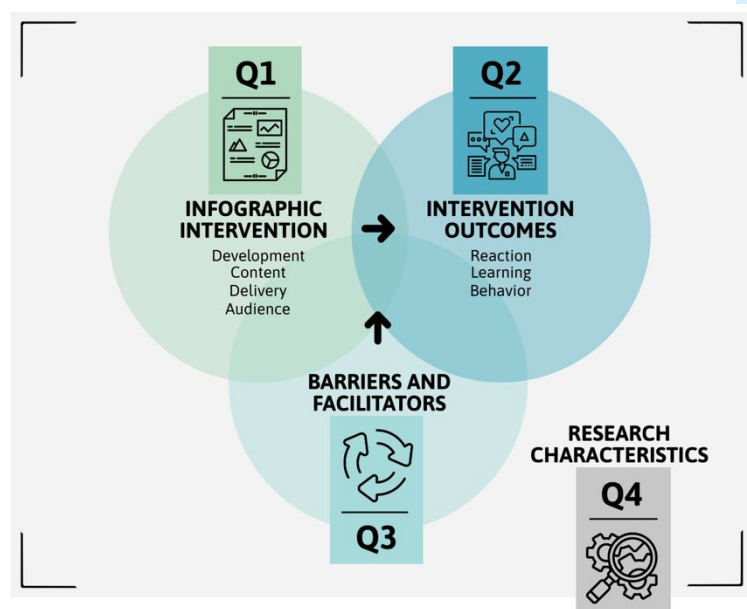 Q1
INFOGRAPHIC
INTERVENTION
Development
Content
Delivery
Audience
Q2
INTERVENTION
OUTCOMES
Reaction
Learning
Behavior
BARRIERS AND
FACILITATORS
Q3
RESEARCH
CHARACTERISTICS
Q4